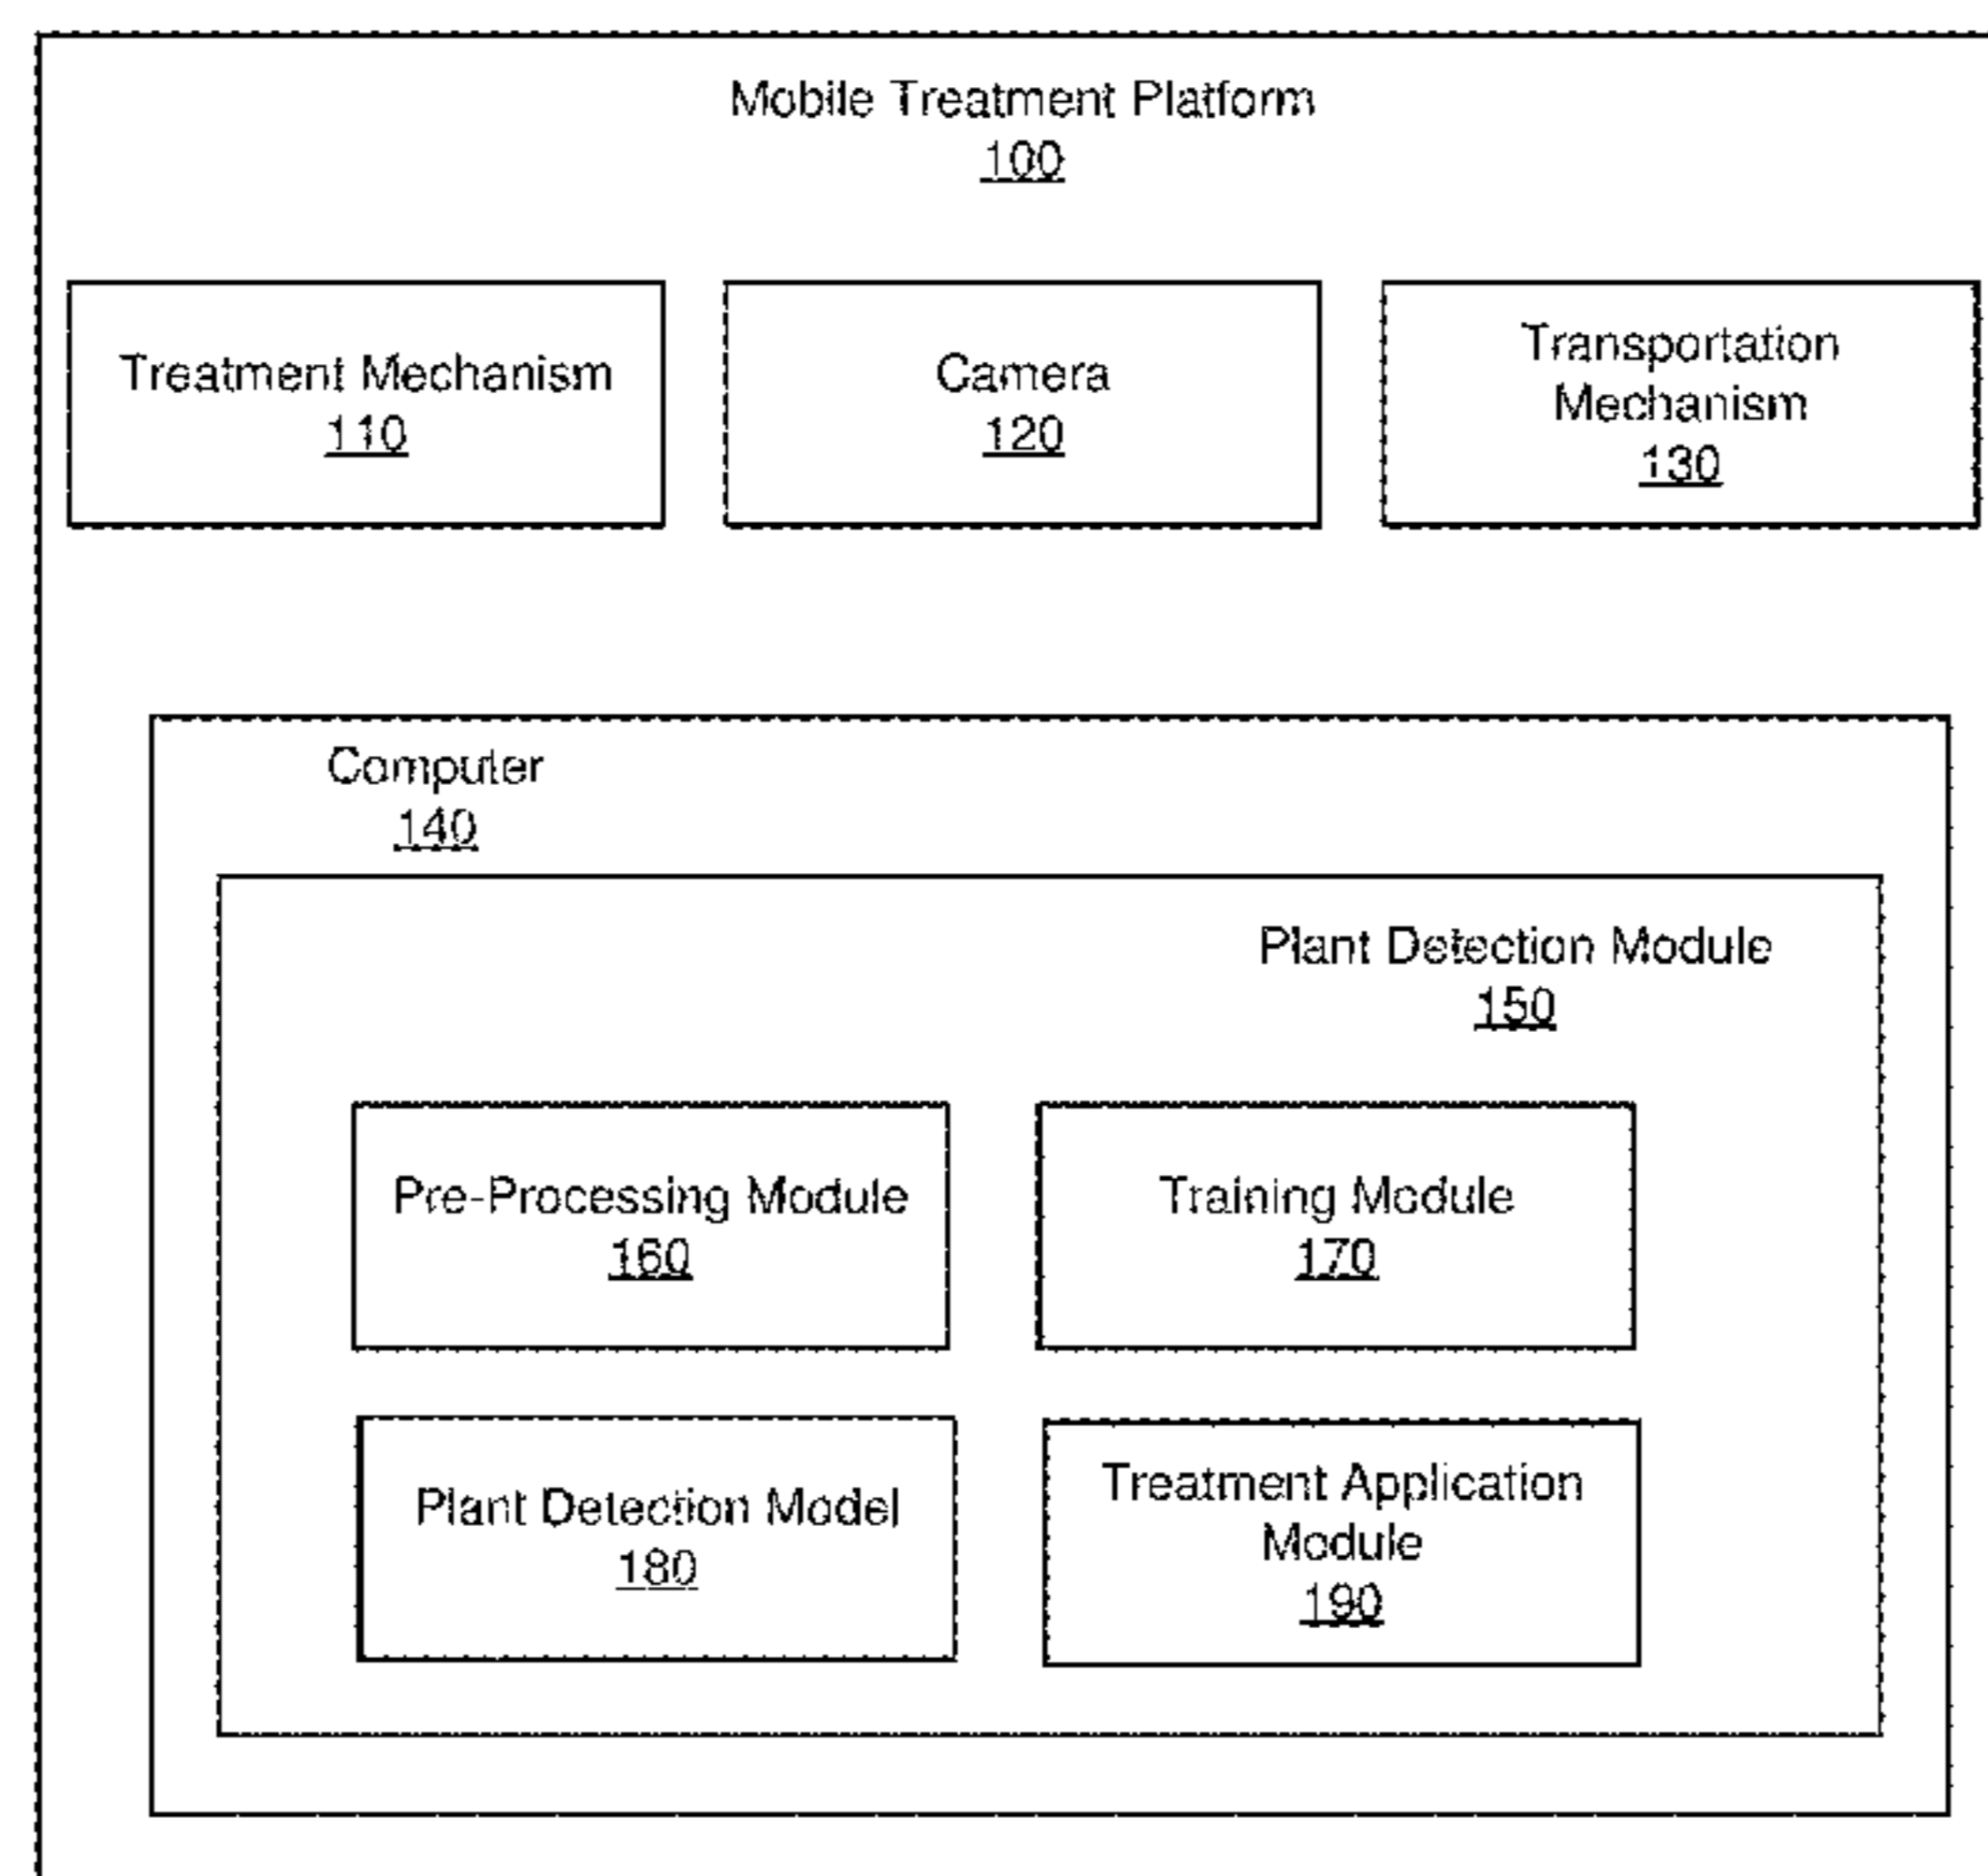 Mobile Treatment Platform
100
Treatment Mechanism
110
Camera
120
Transportation
Mechanism
130
Computer
140
Plant Detection Module
150
Pre-Processing Module
160
Training Module
170
Plant Detection Model
180
Treatment Application
Module
190